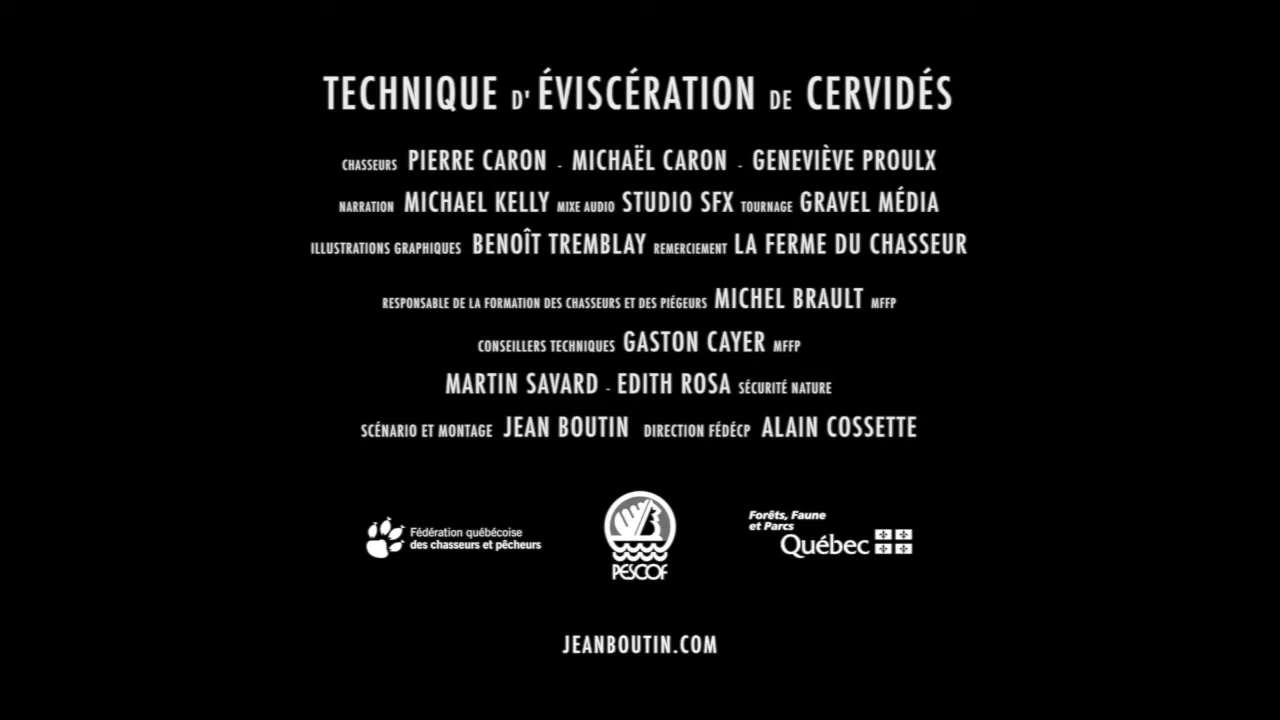 TECHNIQUE D'ÉVISCÉRATION DE CERVIDÉS
CHASSEURS PIERRE CARON - MICHAËL CARON - GENEVIÈVE PROULX
NARRATION MICHAEL KELLY MIXE AUDIO STUDIO SFX TOURNAGE GRAVEL MÉDIA
ILLUSTRATIONS GRAPHIQUES BENOÎT TREMBLAY REMERCIEMENT LA FERME DU CHASSEUR
RESPONSABLE DE LA FORMATION DES CHASSEURS ET DES PIÉGEURS MICHEL BRAULT MFFP
CONSEILLERS TECHNIQUES GASTON CAYER MFFP
MARTIN SAVARD - EDITH ROSA SÉCURITÉ NATURE
SCÉNARIO ET MONTAGE JEAN BOUTIN DIRECTION FÉDÉCP ALAIN COSSETTE
Fédération québécoise
des chasseurs et pêcheurs
PESCOF
Forêts, Faune
et Parcs
Québec
JEANBOUTIN.COM